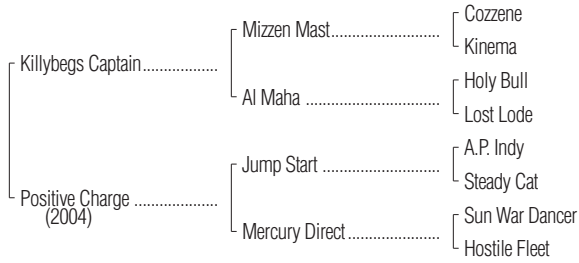 Cozzene
Mizzen Mast
Kinema
Killybegs Captain
Holy Bull
Al Maha
Lost Lode
A.P. Indy
Jump Start
Steady Cat
Positive Charge
(2004)
Sun War Dancer
Mercury Direct
Hostile Fleet